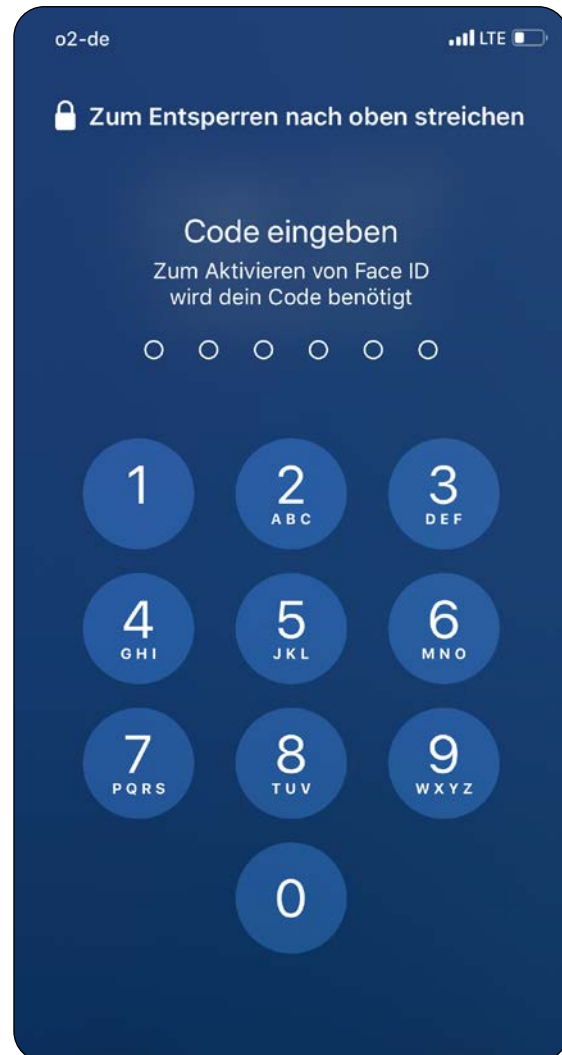 o2-de LTE
Zum Entsperren nach oben streichen
Code eingeben
Zum Aktivieren von Face ID
wird dein Code benötigt
1 2 3
ABC DEF
4 5 6
GHI JKL MNO
7 8 9
PQRS TUV WXYZ
0